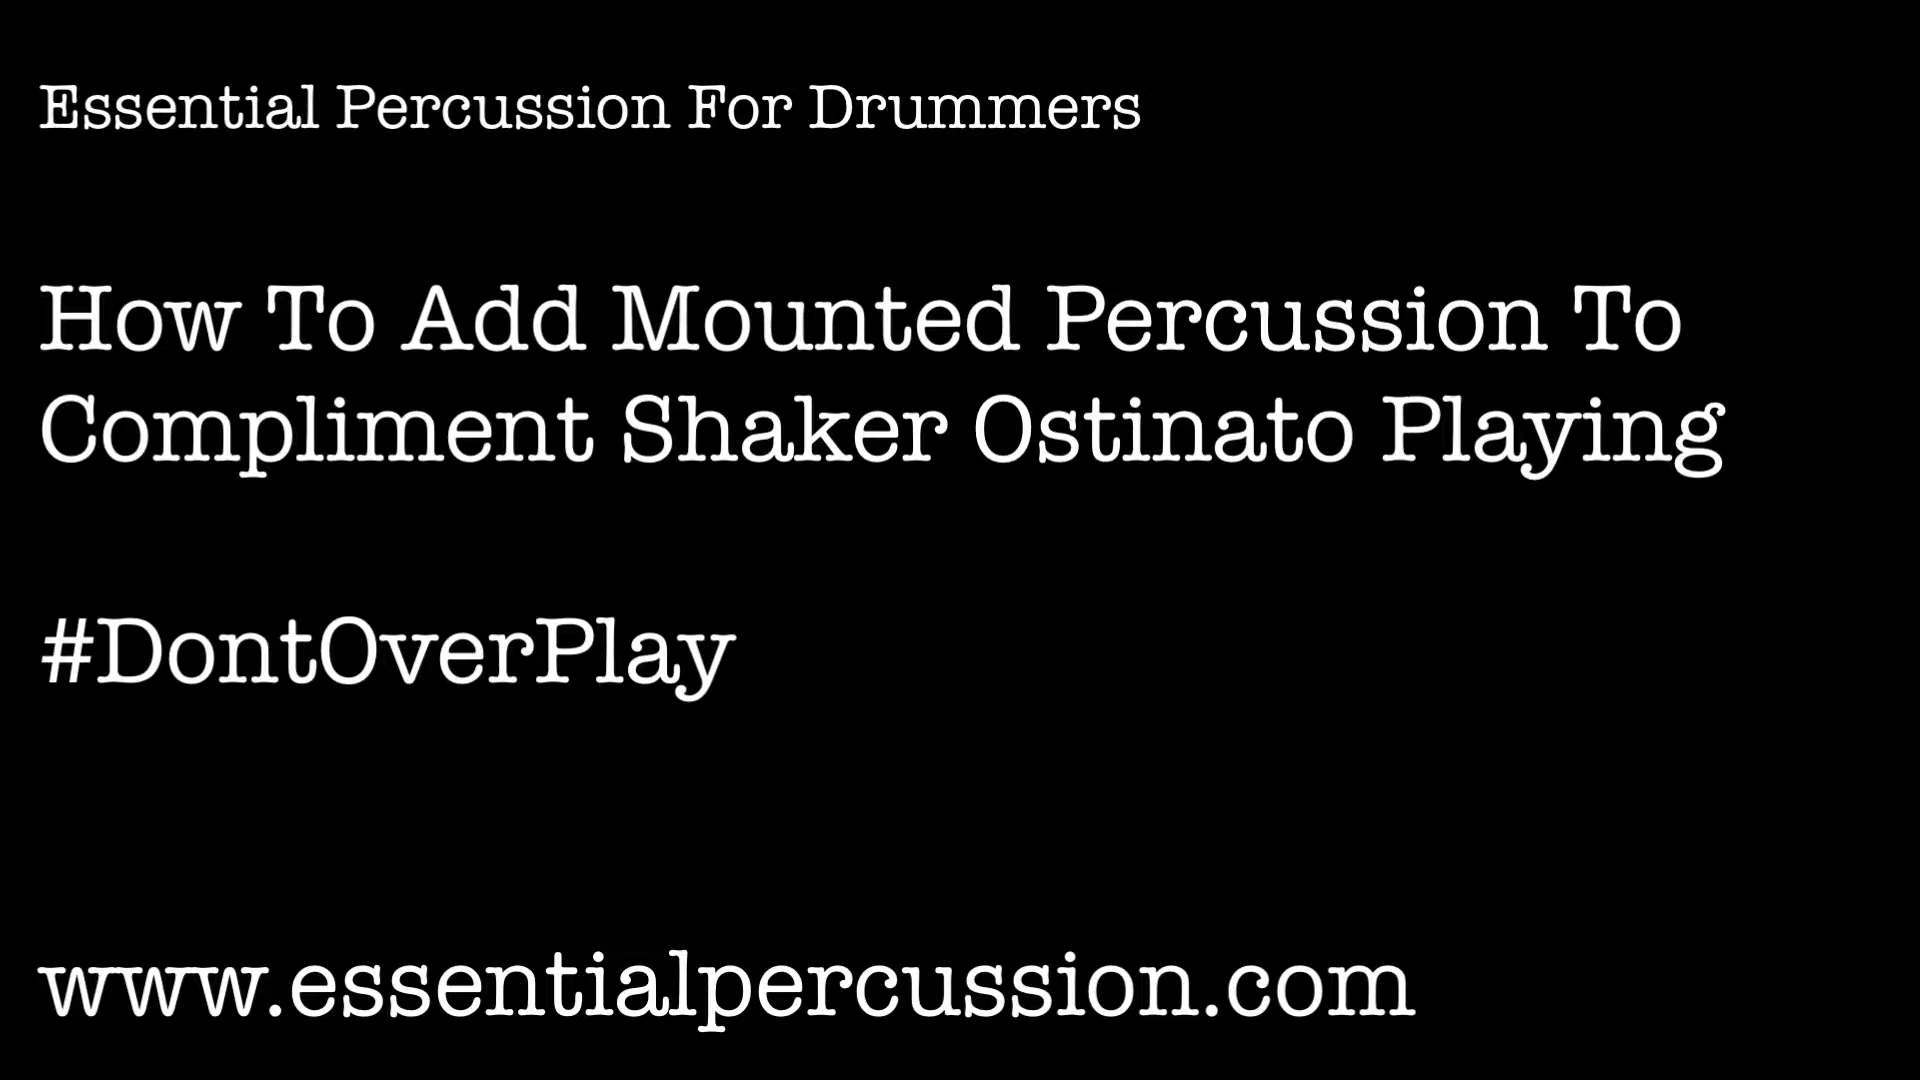 Essential Percussion For Drummers
How To Add Mounted Percussion To
Compliment Shaker Ostinato Playing
#DontOverPlay
www.essentialpercussion.com